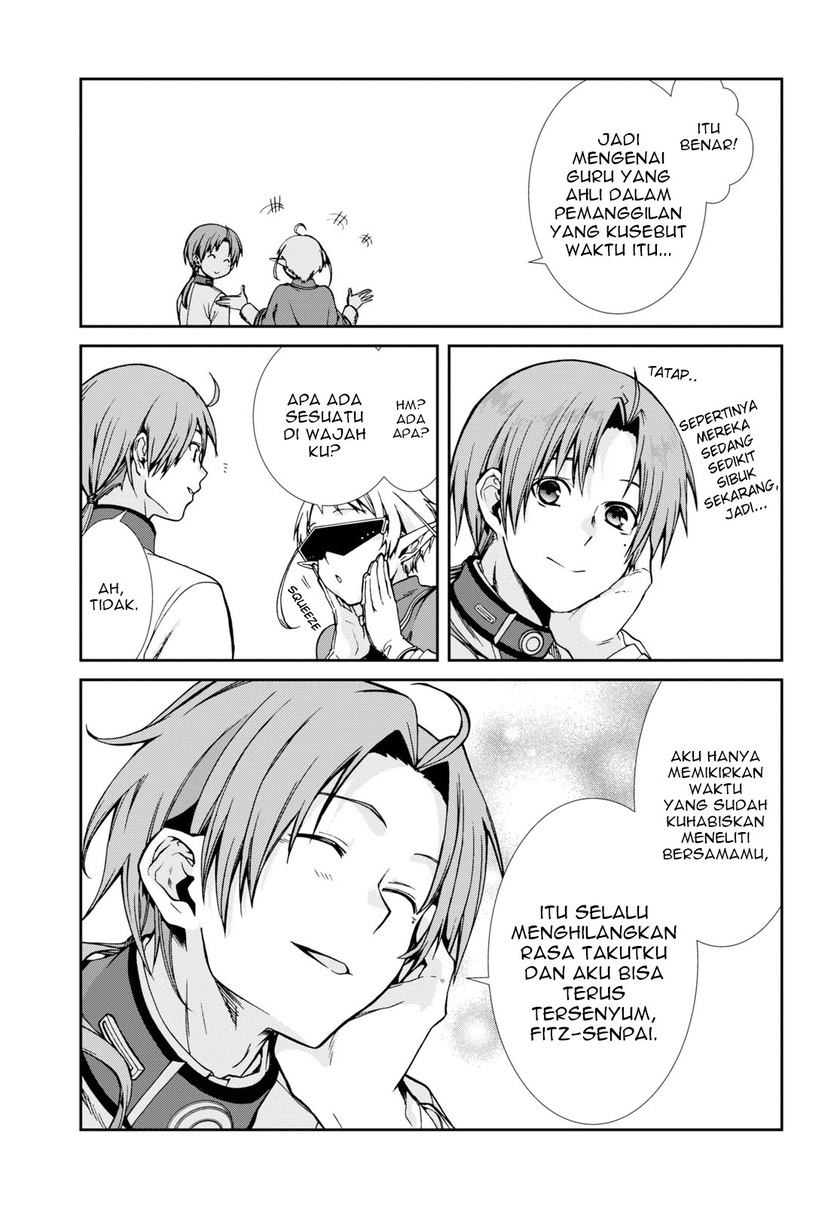 ITU
BENAR!
JADI
MENGENAI
GURU YANG
AHLI DALAM
PEMANGGILAN
YANG KUSEBUT
WAKTU ITU...
TATAP..
SEPERTINYA
MEREKA
SEDANG
SEDIKIT
SIBUK
SEKARANG,
JADI...
HM?
ADA
APA?
APA ADA
SESUATU
DI WAJAH
KU?
SQUEEZE
AH,
TIDAK.
AKU HANYA
MEMIKIRKAN
WAKTU
YANG SUDAH
KUHABISKAN
MENELITI
BERSAMAMU,
ITU SELALU
MENGHILANGKAN
RASA TAKUTKU
DAN AKU BISA
TERUS
TERSENYUM,
FITZ-SENPAI.